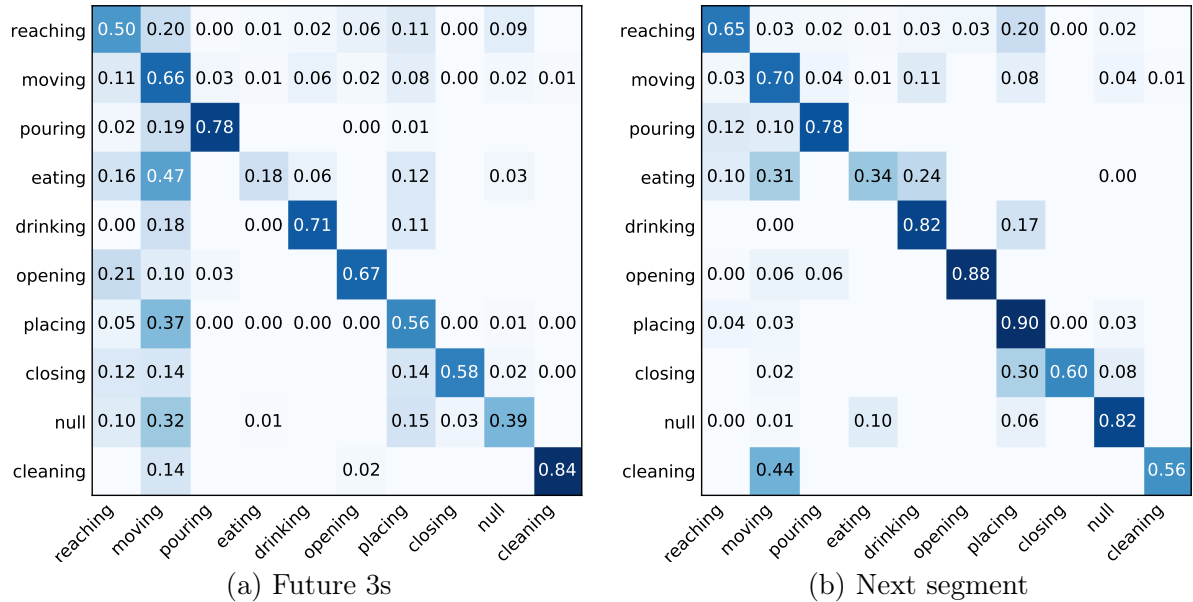 reaching 0.50 0.20 0.00 0.01 0.02 0.06 0.11 0.00 0.09
moving 0.11 0.66 0.03 0.01 0.06 0.02 0.08 0.00 0.02 0.01
pouring 0.02 0.19 0.78 0.00 0.01
eating 0.16 0.47 0.18 0.06 0.12 0.03
drinking 0.00 0.18 0.00 0.71 0.11
opening 0.21 0.10 0.03 0.67
placing 0.05 0.37 0.00 0.00 0.00 0.00 0.56 0.00 0.01 0.00
closing 0.12 0.14 0.14 0.58 0.02 0.00
null 0.10 0.32 0.01 0.15 0.03 0.39
cleaning 0.14 0.02 0.84
reaching moving pouring eating drinking opening placing closing null cleaning
(a) Future 3s
reaching 0.65 0.03 0.02 0.01 0.03 0.03 0.20 0.00 0.02
moving 0.03 0.70 0.04 0.01 0.11 0.08 0.04 0.01
pouring 0.12 0.10 0.78
eating 0.10 0.31 0.34 0.24 0.00
drinking 0.00 0.82 0.17
opening 0.00 0.06 0.06 0.88
placing 0.04 0.03 0.90 0.00 0.03
closing 0.02 0.30 0.60 0.08
null 0.00 0.01 0.10 0.06 0.82
cleaning 0.44 0.56
reaching moving pouring eating drinking opening placing closing null cleaning
(b) Next segment